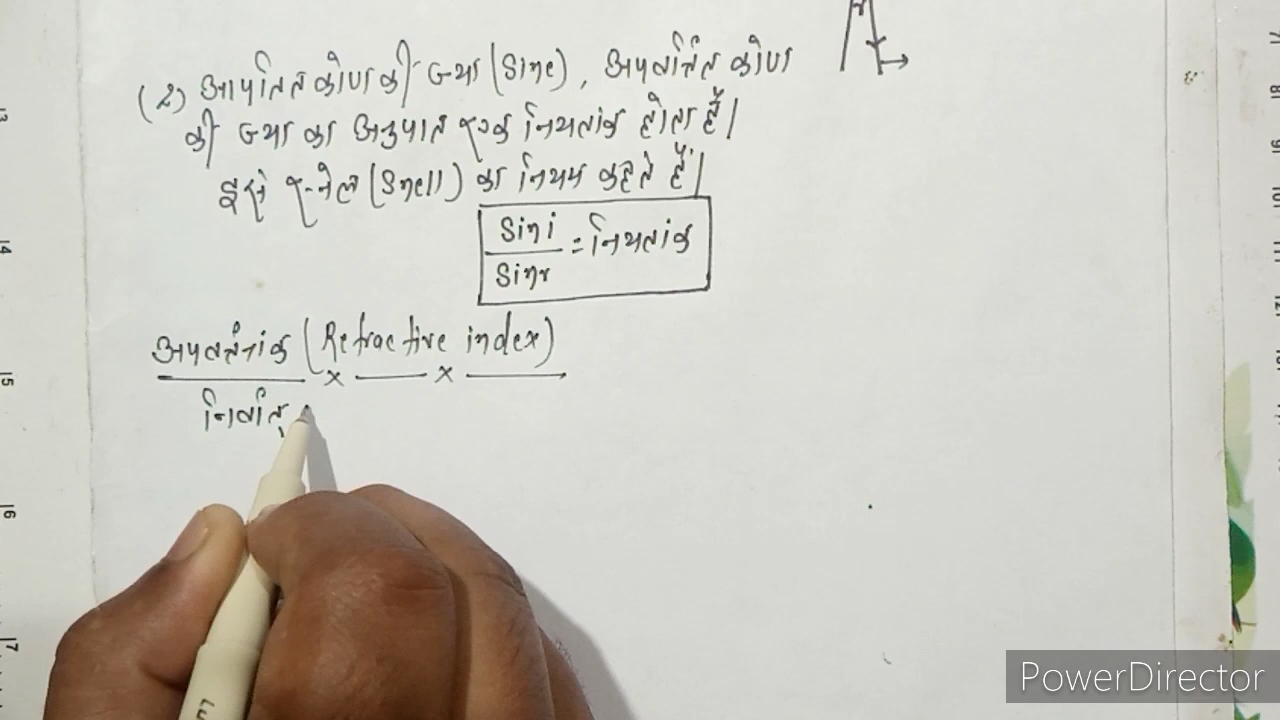 (2) आपतित कोण की ज्या (Sine), अपवर्तित कोण
की ज्या का अनुपात एक नियतांक होता है।
इसे स्नेल (Snell) का नियम कहते हैं।
Sin i
= नियतांक
Sin r
अपवर्तनांक (Refractive index)
निर्वात्
PowerDirector